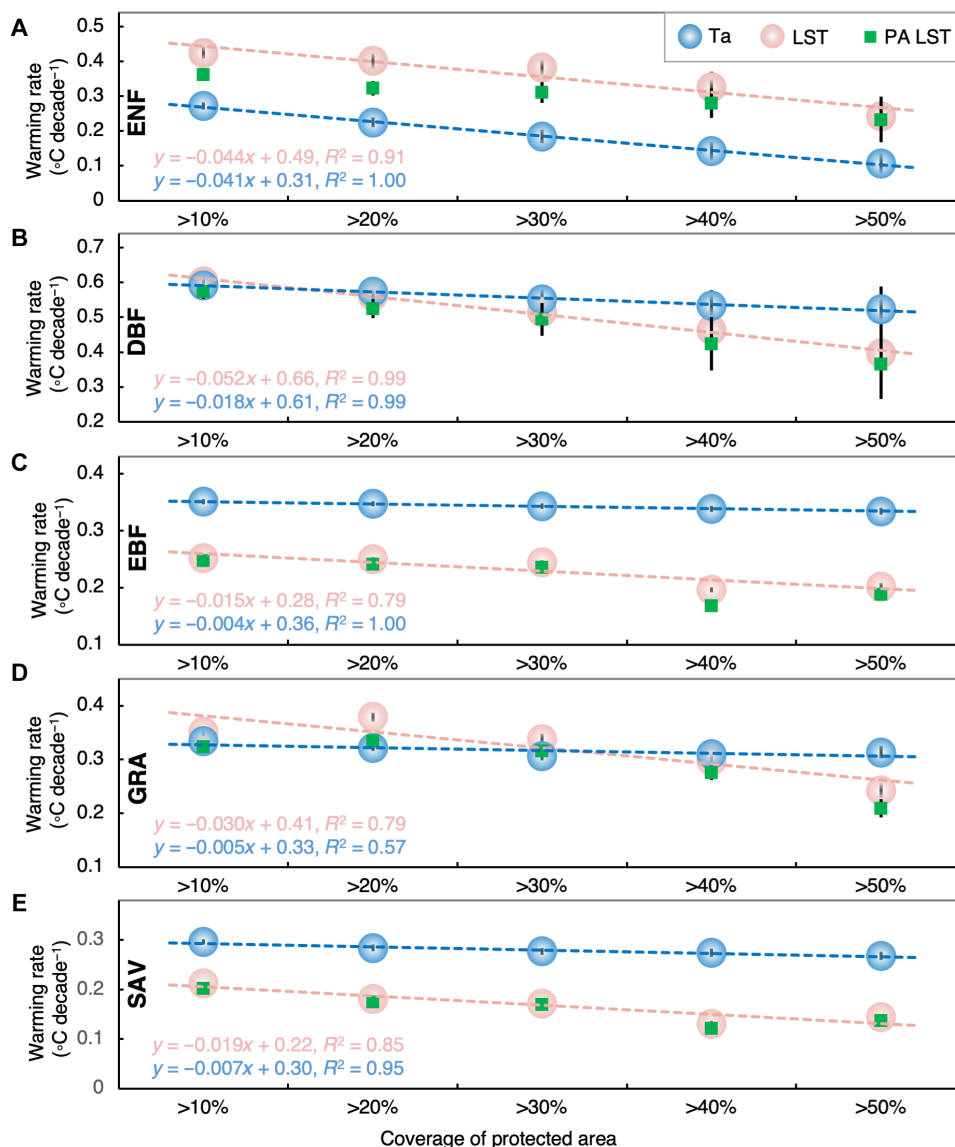 A
Ta LST PA LST
0.5
0.4
0.3
0.2
0.1
0
Warming rate
(°C decade⁻¹)
ENF
y = −0.044x + 0.49, R² = 0.91
y = −0.041x + 0.31, R² = 1.00
>10% >20% >30% >40% >50%
B
0.7
0.6
0.5
0.4
0.3
0.2
Warming rate
(°C decade⁻¹)
DBF
y = −0.052x + 0.66, R² = 0.99
y = −0.018x + 0.61, R² = 0.99
>10% >20% >30% >40% >50%
C
0.4
0.3
0.2
0.1
Warming rate
(°C decade⁻¹)
EBF
y = −0.015x + 0.28, R² = 0.79
y = −0.004x + 0.36, R² = 1.00
>10% >20% >30% >40% >50%
D
0.4
0.3
0.2
0.1
Warming rate
(°C decade⁻¹)
GRA
y = −0.030x + 0.41, R² = 0.79
y = −0.005x + 0.33, R² = 0.57
>10% >20% >30% >40% >50%
E
0.3
0.2
0.1
0
Warming rate
(°C decade⁻¹)
SAV
y = −0.019x + 0.22, R² = 0.85
y = −0.007x + 0.30, R² = 0.95
>10% >20% >30% >40% >50%
Coverage of protected area